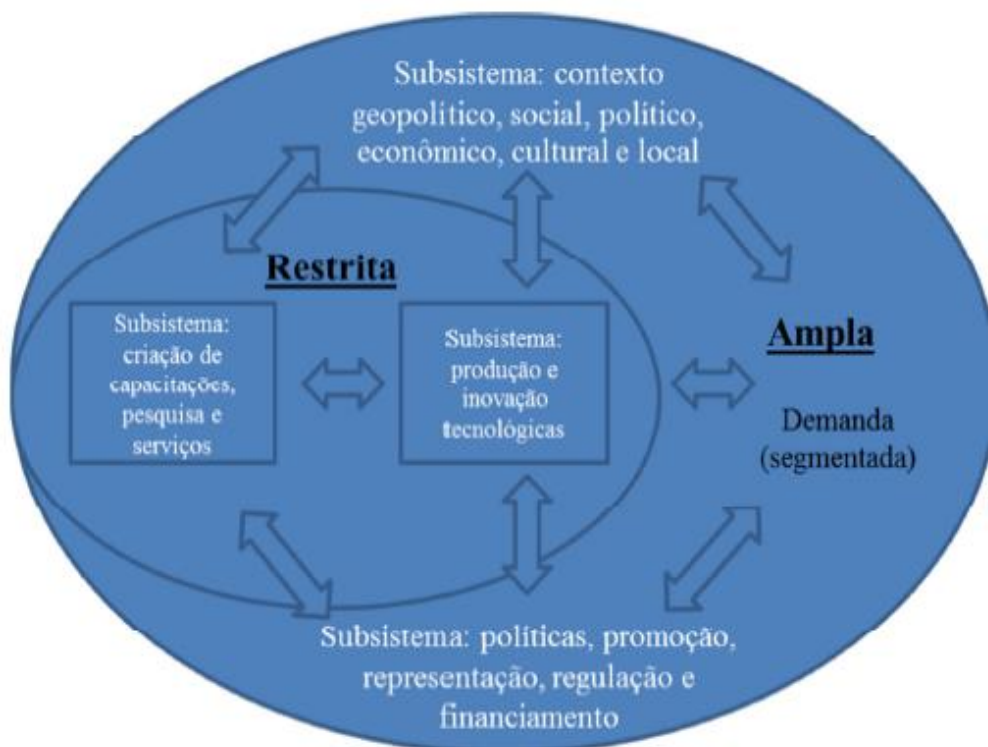 Subsistema: contexto
geopolítico, social, político,
econômico, cultural e local
Restrita
Subsistema:
criação de
capacitações,
pesquisa e
serviços
Subsistema:
produção e
inovação
tecnológicas
Ampla
Demanda
(segmentada)
Subsistema: políticas, promoção,
representação, regulação e
financiamento